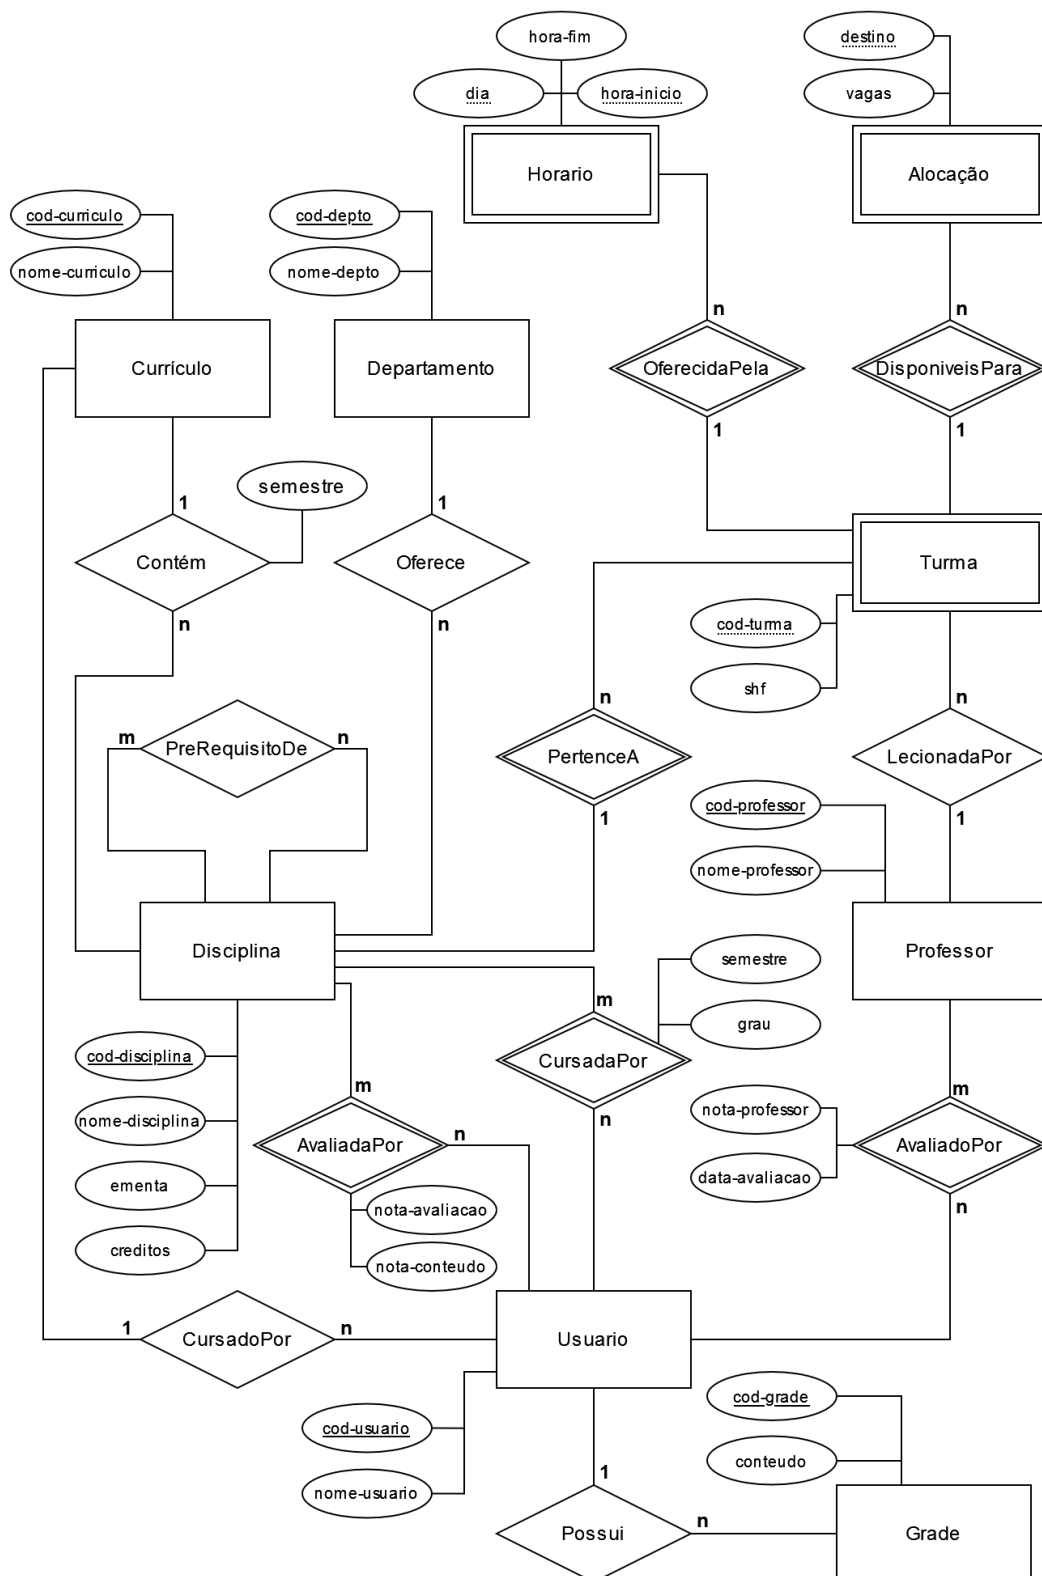 hora-fim
destino
dia
hora-inicio
vagas
Horario
Alocação
cod-curriculo
cod-depto
nome-curriculo
nome-depto
n
n
Currículo
Departamento
OferecidaPela
DisponiveisPara
1
1
semestre
1
1
Contém
Oferece
Turma
n
n
cod-turma
shf
n
n
m
PreRequisitoDe
n
PertenceA
LecionadaPor
cod-professor
1
1
nome-professor
Disciplina
Professor
semestre
m
grau
cod-disciplina
CursadaPor
m
nota-professor
m
nome-disciplina
n
n
AvaliadaPor
AvaliadoPor
data-avaliacao
ementa
nota-avaliacao
n
creditos
nota-conteudo
1
CursadoPor
n
Usuario
cod-grade
cod-usuario
conteudo
1
nome-usuario
n
Possui
Grade